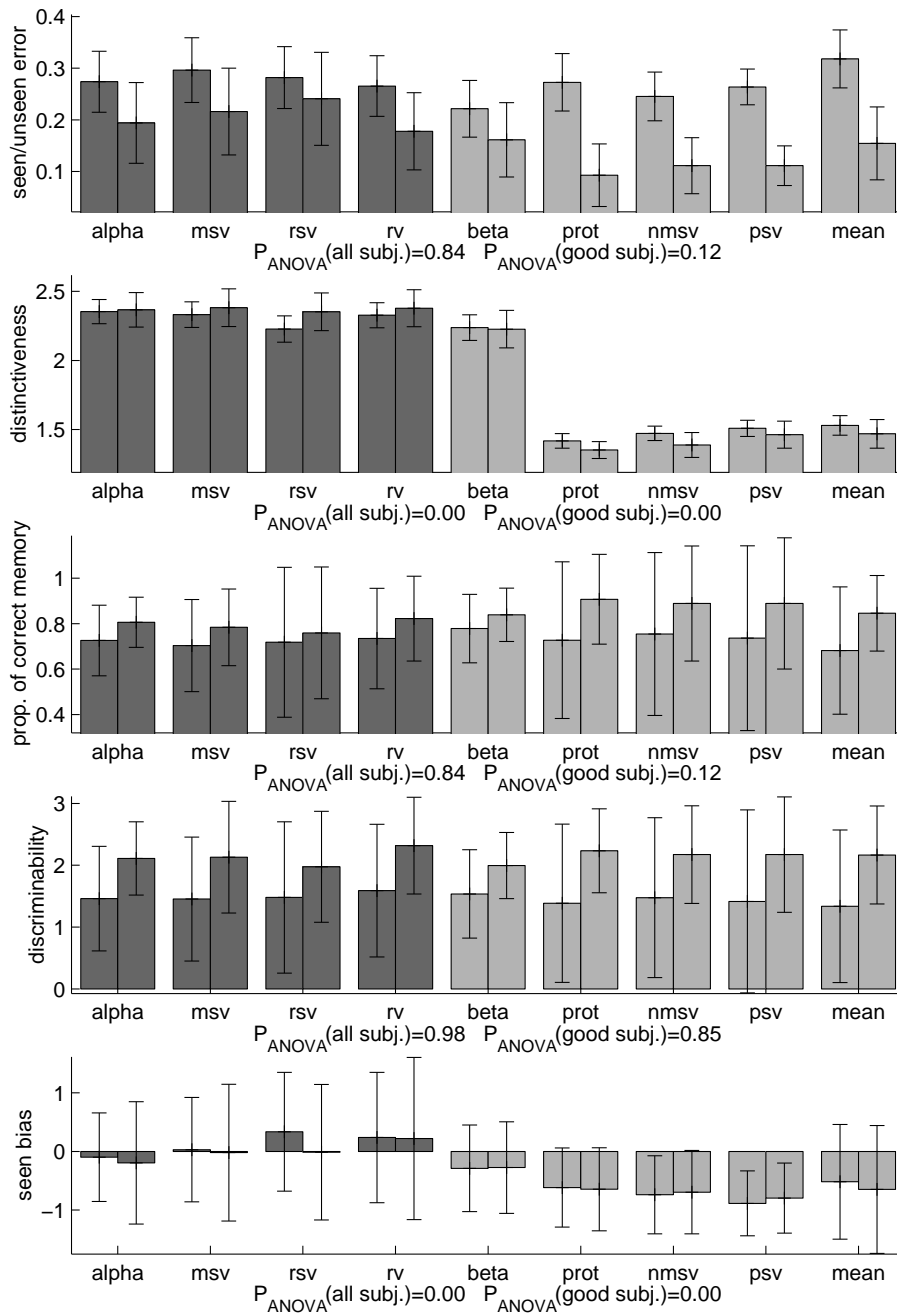 seen/unseen error
0.4
0.3
0.2
0.1
alpha msv rsv rv beta prot nmsv psv mean
P_ANOVA(all subj.)=0.84 P_ANOVA(good subj.)=0.12
distinctiveness
2.5
2
1.5
alpha msv rsv rv beta prot nmsv psv mean
P_ANOVA(all subj.)=0.00 P_ANOVA(good subj.)=0.00
prop. of correct memory
1
0.8
0.6
0.4
alpha msv rsv rv beta prot nmsv psv mean
P_ANOVA(all subj.)=0.84 P_ANOVA(good subj.)=0.12
discriminability
3
2
1
0
alpha msv rsv rv beta prot nmsv psv mean
P_ANOVA(all subj.)=0.98 P_ANOVA(good subj.)=0.85
seen bias
1
0
−1
alpha msv rsv rv beta prot nmsv psv mean
P_ANOVA(all subj.)=0.00 P_ANOVA(good subj.)=0.00